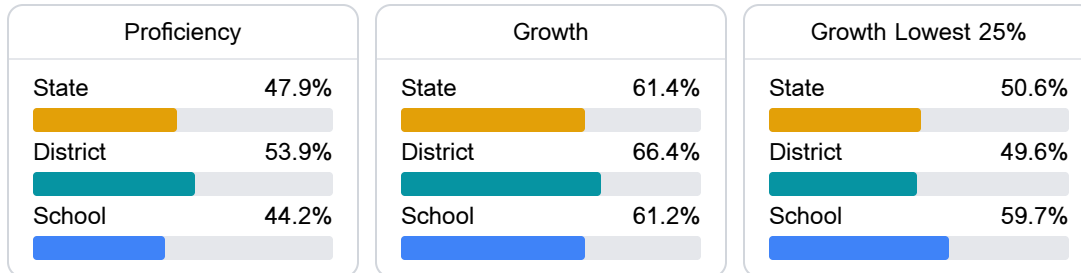 Proficiency
State 47.9%
District 53.9%
School 44.2%
Growth
State 61.4%
District 66.4%
School 61.2%
Growth Lowest 25%
State 50.6%
District 49.6%
School 59.7%